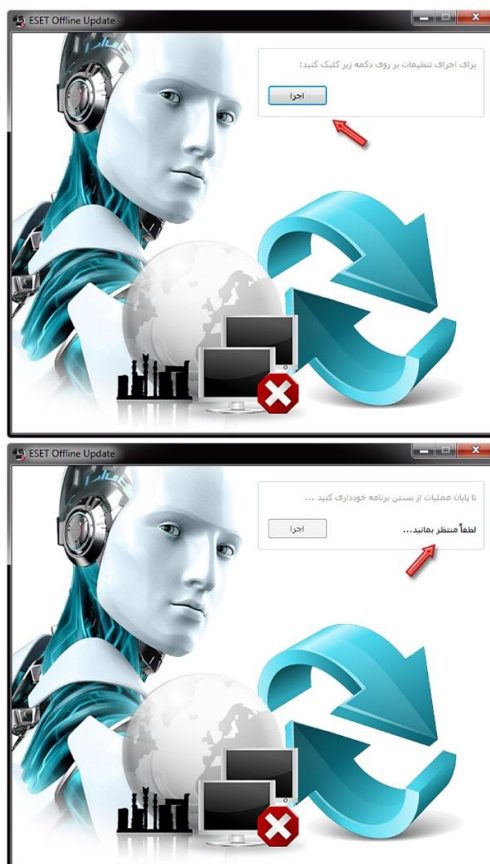 ESET Offline Update
برای اجرای تنظیمات بر روی دکمه زیر کلیک کنید:
اجرا
ESET Offline Update
تا پایان عملیات از بستن برنامه خودداری کنید ...
لطفاً منتظر بمانید...
اجرا